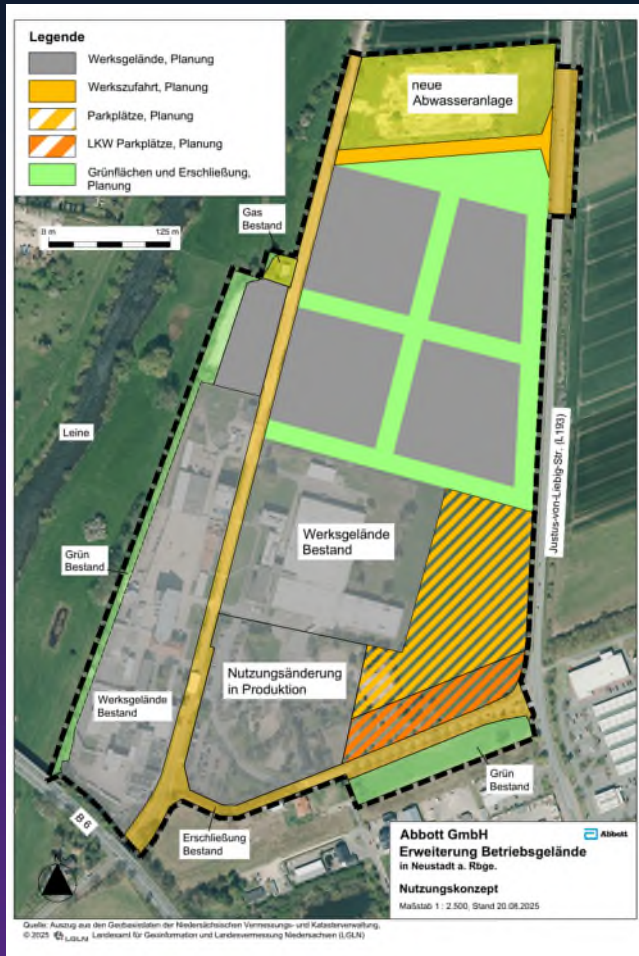 Legende
Werksgelände, Planung
Werkszufahrt, Planung
Parkplätze, Planung
LKW Parkplätze, Planung
Grünflächen und Erschließung,
Planung
neue
Abwasseranlage
0 m
125 m
Gas
Bestand
Leine
Justus-von-Liebig-Str. (L193)
Werksgelände
Bestand
Grün
Bestand
Nutzungsänderung
in Produktion
Werksgelände
Bestand
Grün
Bestand
B 6
Erschließung
Bestand
N
Abbott GmbH
Abbott
Erweiterung Betriebsgelände
in Neustadt a. Rbge.
Nutzungskonzept
Maßstab 1 : 2.500, Stand 20.08.2025
Quelle: Auszug aus den Geobasisdaten der Niedersächsischen Vermessungs- und Katasterverwaltung,
© 2025 LGLN Landesamt für Geoinformation und Landesvermessung Niedersachsen (LGLN)